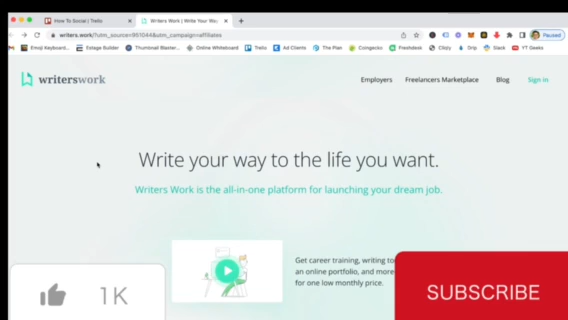 How To Social | Trello
Writers Work | Write Your Way
writers.work/?utm_source=951044&utm_campaign=affiliates
Paused
Emoji Keyboard... Estage Builder Thumbnail Master... Online Whiteboard Trello Ad Clients The Plan Coingecko Freshdesk Clkpy Drip Slack YT Geeks
writerswork
Employers Freelancers Marketplace Blog Sign in
Write your way to the life you want.
Writers Work is the all-in-one platform for launching your dream job.
Get career training, writing to
an online portfolio, and more
for one low monthly price.
1K
SUBSCRIBE